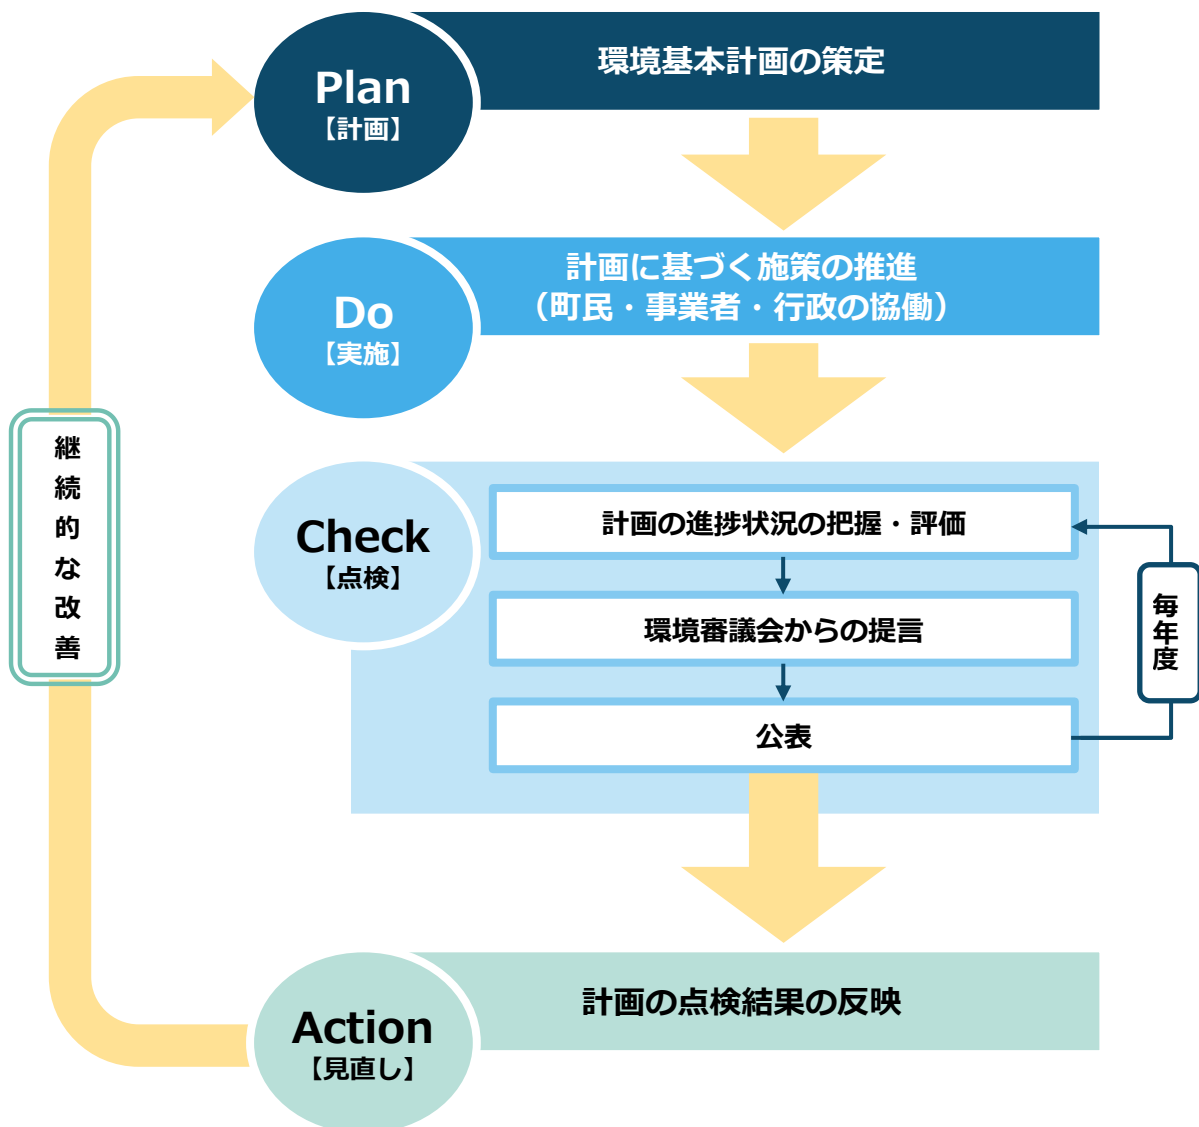 Plan
【計画】
環境基本計画の策定
Do
【実施】
計画に基づく施策の推進
（町民・事業者・行政の協働）
Check
【点検】
計画の進捗状況の把握・評価
環境審議会からの提言
公表
毎年度
継続的な改善
Action
【見直し】
計画の点検結果の反映